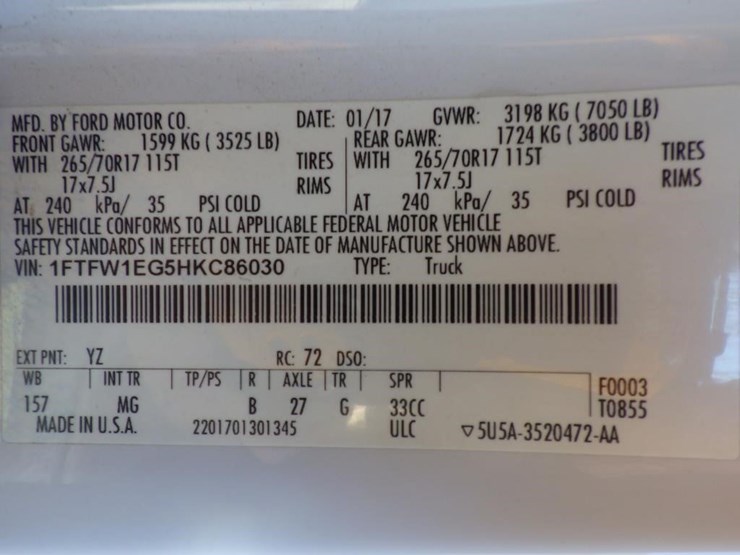 MFD. BY FORD MOTOR CO. DATE: 01/17 GVWR: 3198 KG ( 7050 LB)
FRONT GAWR: 1599 KG ( 3525 LB) REAR GAWR: 1724 KG ( 3800 LB)
WITH 265/70R17 115T TIRES WITH 265/70R17 115T TIRES
17x7.5J RIMS 17x7.5J RIMS
AT 240 kPa/ 35 PSI COLD AT 240 kPa/ 35 PSI COLD
THIS VEHICLE CONFORMS TO ALL APPLICABLE FEDERAL MOTOR VEHICLE
SAFETY STANDARDS IN EFFECT ON THE DATE OF MANUFACTURE SHOWN ABOVE.
VIN: 1FTFW1EG5HKC86030 TYPE: Truck
EXT PNT: YZ RC: 72 DSO:
WB INT TR TP/PS R AXLE TR SPR F0003
157 MG B 27 G 33CC T0855
MADE IN U.S.A. 2201701301345 ULC ▽5U5A-3520472-AA